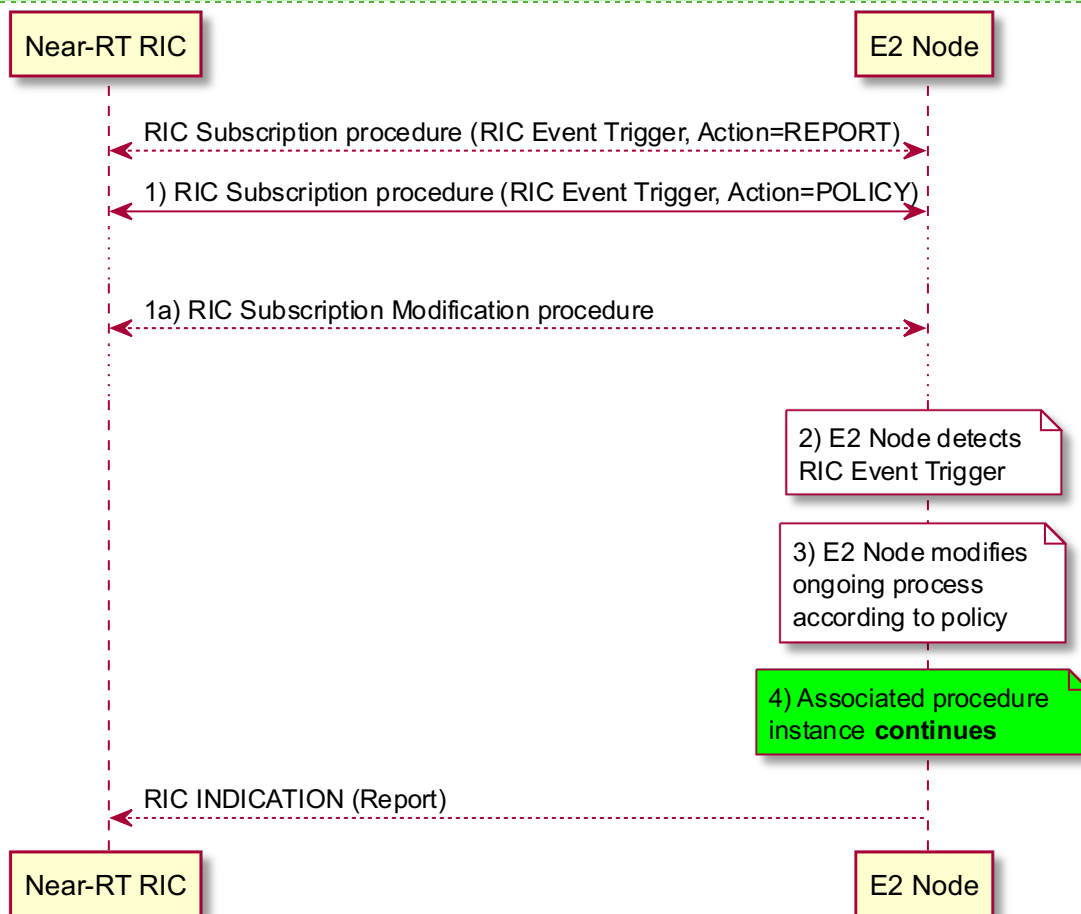 Near-RT RIC
E2 Node
RIC Subscription procedure (RIC Event Trigger, Action=REPORT)
1) RIC Subscription procedure (RIC Event Trigger, Action=POLICY)
1a) RIC Subscription Modification procedure
2) E2 Node detects
RIC Event Trigger
3) E2 Node modifies
ongoing process
according to policy
4) Associated procedure
instance continues
RIC INDICATION (Report)
Near-RT RIC
E2 Node